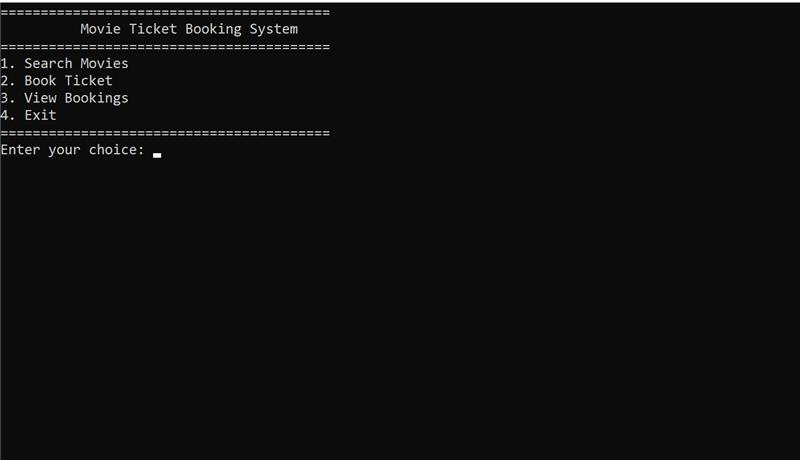 =========================================
Movie Ticket Booking System
=========================================
1. Search Movies
2. Book Ticket
3. View Bookings
4. Exit
=========================================
Enter your choice: